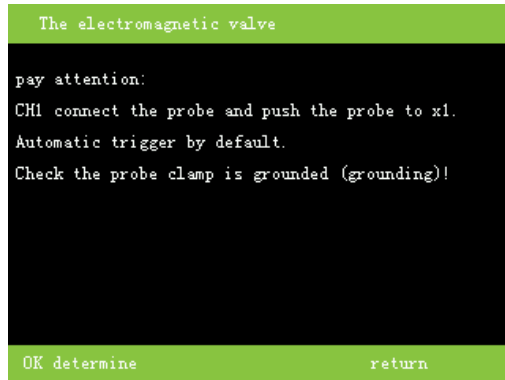 The electromagnetic valve
pay attention:
CH1 connect the probe and push the probe to x1.
Automatic trigger by default.
Check the probe clamp is grounded (grounding)!
OK determine return